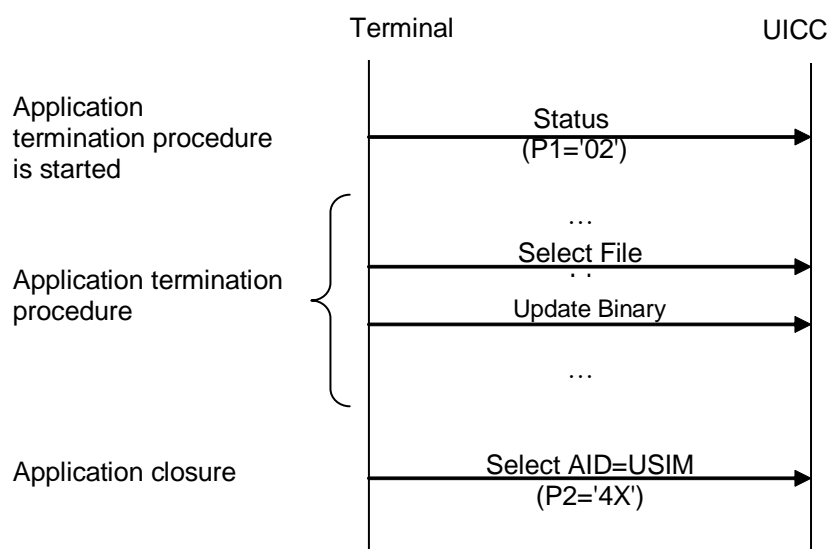 Terminal
UICC
Application
termination procedure
is started
Status
(P1='02')
...
Select File
. .
Application termination
procedure
Update Binary
...
Application closure
Select AID=USIM
(P2='4X')